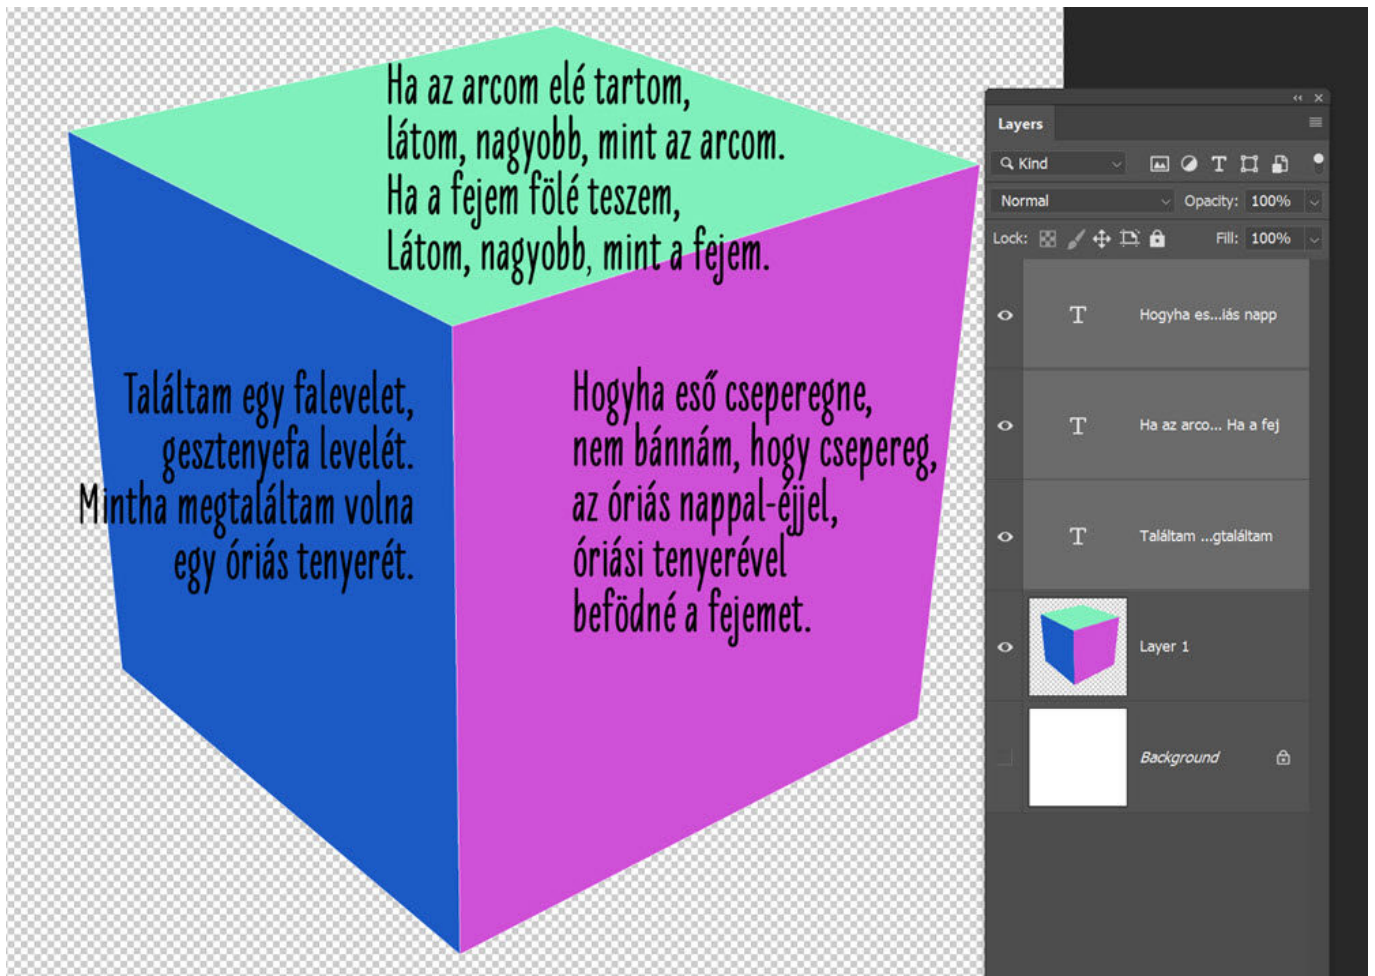 Ha az arcom elé tartom,
látom, nagyobb, mint az arcom.
Ha a fejem fölé teszem,
Látom, nagyobb, mint a fejem.
Találtam egy falevelet,
gesztenyefa levelét.
Mintha megtaláltam volna
egy óriás tenyerét.
Hogyha eső cseperegne,
nem bánnám, hogy csepereg,
az óriás nappal-éjjel,
óriási tenyerével
befödné a fejemet.
Layers
Kind
Normal Opacity: 100%
Lock: Fill: 100%
Hogyha es...iás napp
Ha az arco... Ha a fej
Találtam ...gtaláltam
Layer 1
Background